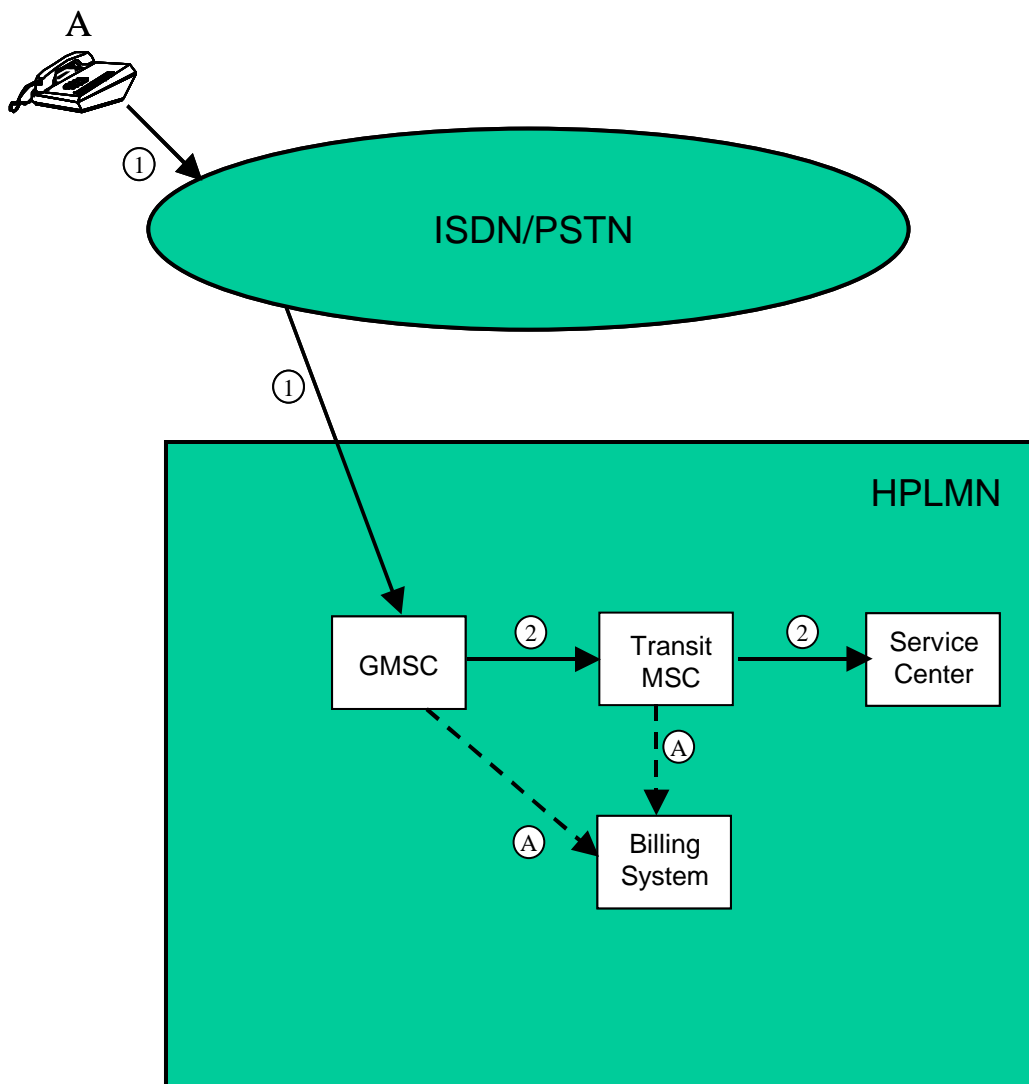 A
1
ISDN/PSTN
1
HPLMN
GMSC
2
Transit
MSC
2
Service
Center
A
A
Billing
System